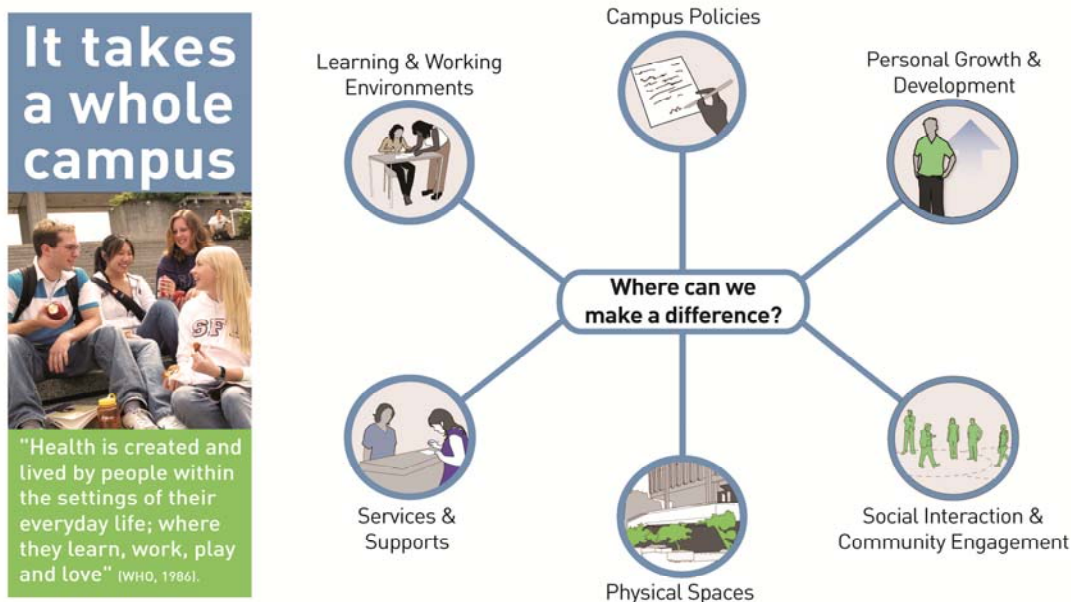 It takes
a whole
campus
SF
"Health is created and
lived by people within
the settings of their
everyday life; where
they learn, work, play
and love" (WHO, 1986).
Campus Policies
Learning & Working
Environments
Personal Growth &
Development
Where can we
make a difference?
Services &
Supports
Physical Spaces
Social Interaction &
Community Engagement